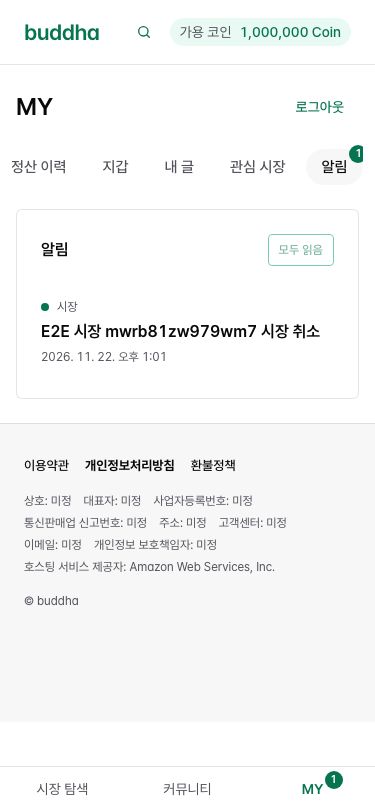 buddha
가용 코인 1,000,000 Coin
MY
로그아웃
정산 이력 지갑 내 글 관심 시장 알림 1
알림
모두 읽음
시장
E2E 시장 mwrb81zw979wm7 시장 취소
2026. 11. 22. 오후 1:01
이용약관 개인정보처리방침 환불정책
상호: 미정 대표자: 미정 사업자등록번호: 미정
통신판매업 신고번호: 미정 주소: 미정 고객센터: 미정
이메일: 미정 개인정보 보호책임자: 미정
호스팅 서비스 제공자: Amazon Web Services, Inc.
© buddha
시장 탐색 커뮤니티 MY 1